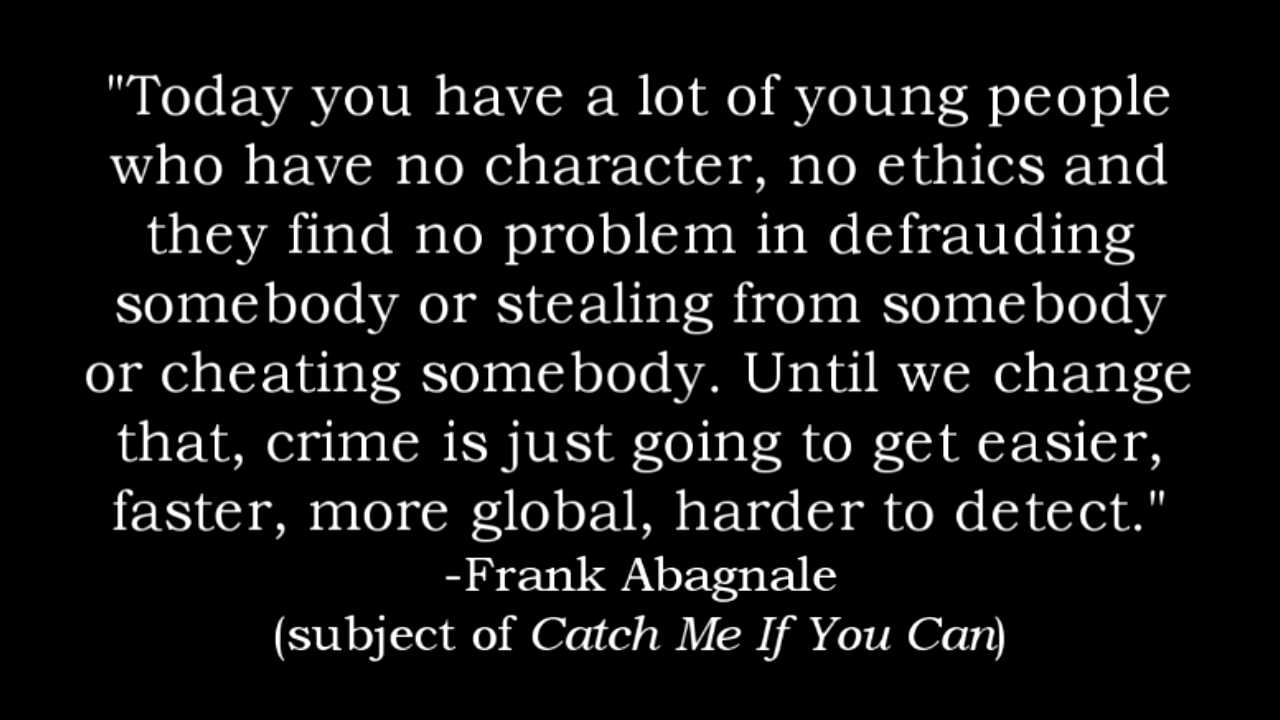 "Today you have a lot of young people
who have no character, no ethics and
they find no problem in defrauding
somebody or stealing from somebody
or cheating somebody. Until we change
that, crime is just going to get easier,
faster, more global, harder to detect."
-Frank Abagnale
(subject of Catch Me If You Can)